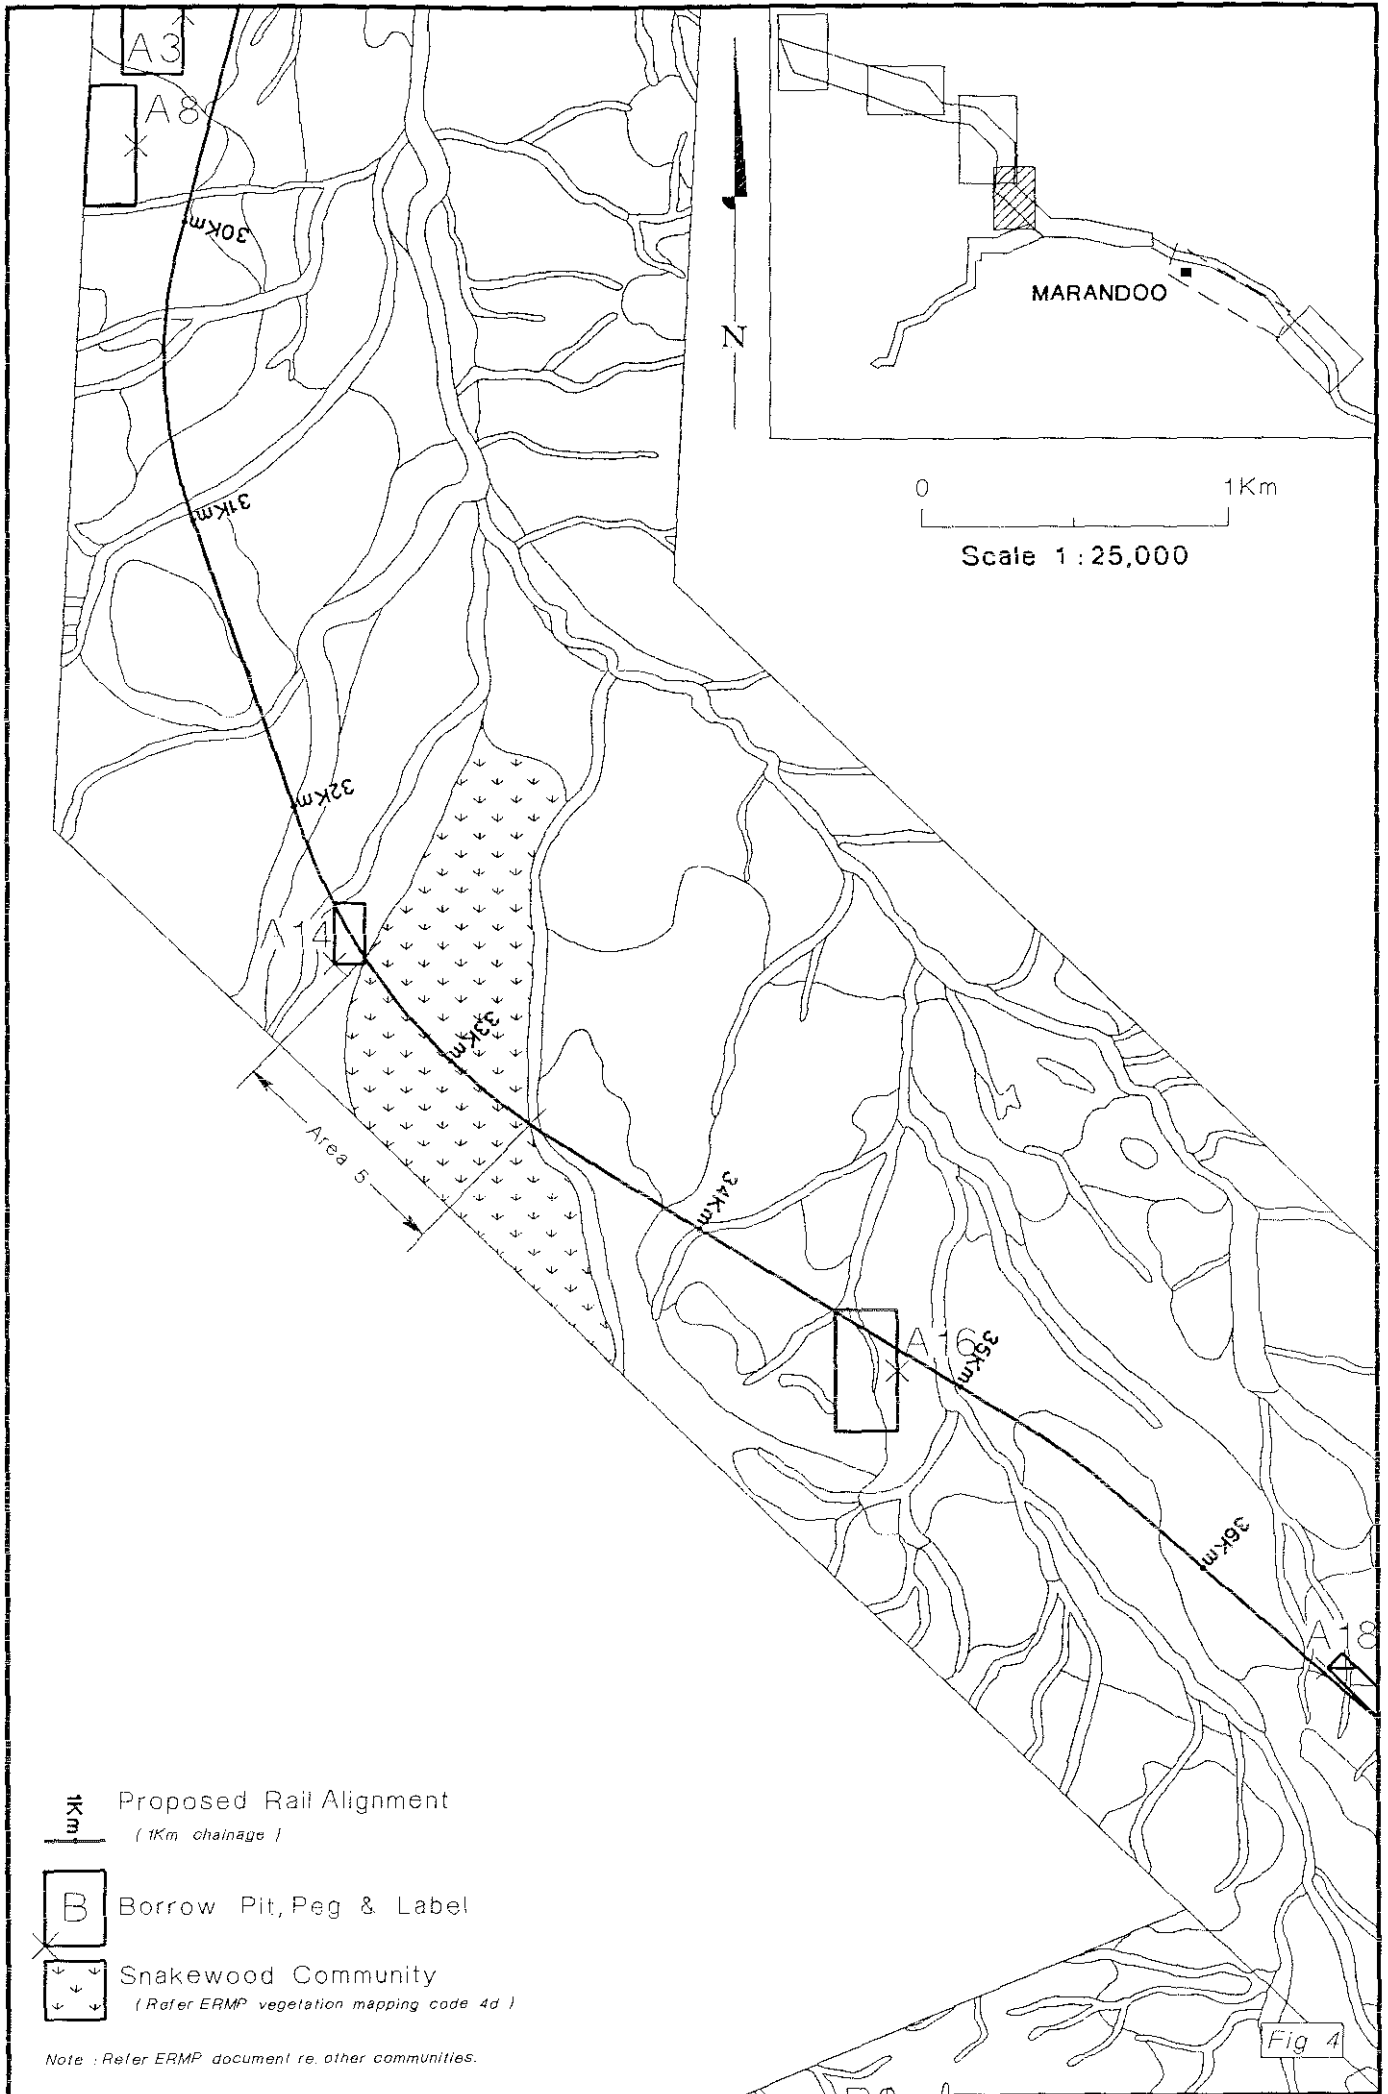 A3
A8
30Km
N
MARANDOO
0 1Km
Scale 1:25,000
31Km
32Km
A14
33Km
Area 5
34Km
A16
35Km
36Km
A18
1Km Proposed Rail Alignment
( 1Km chainage )
B Borrow Pit, Peg & Label
Snakewood Community
( Refer ERMP vegetation mapping code 4d )
Note : Refer ERMP document re. other communities.
Fig 4